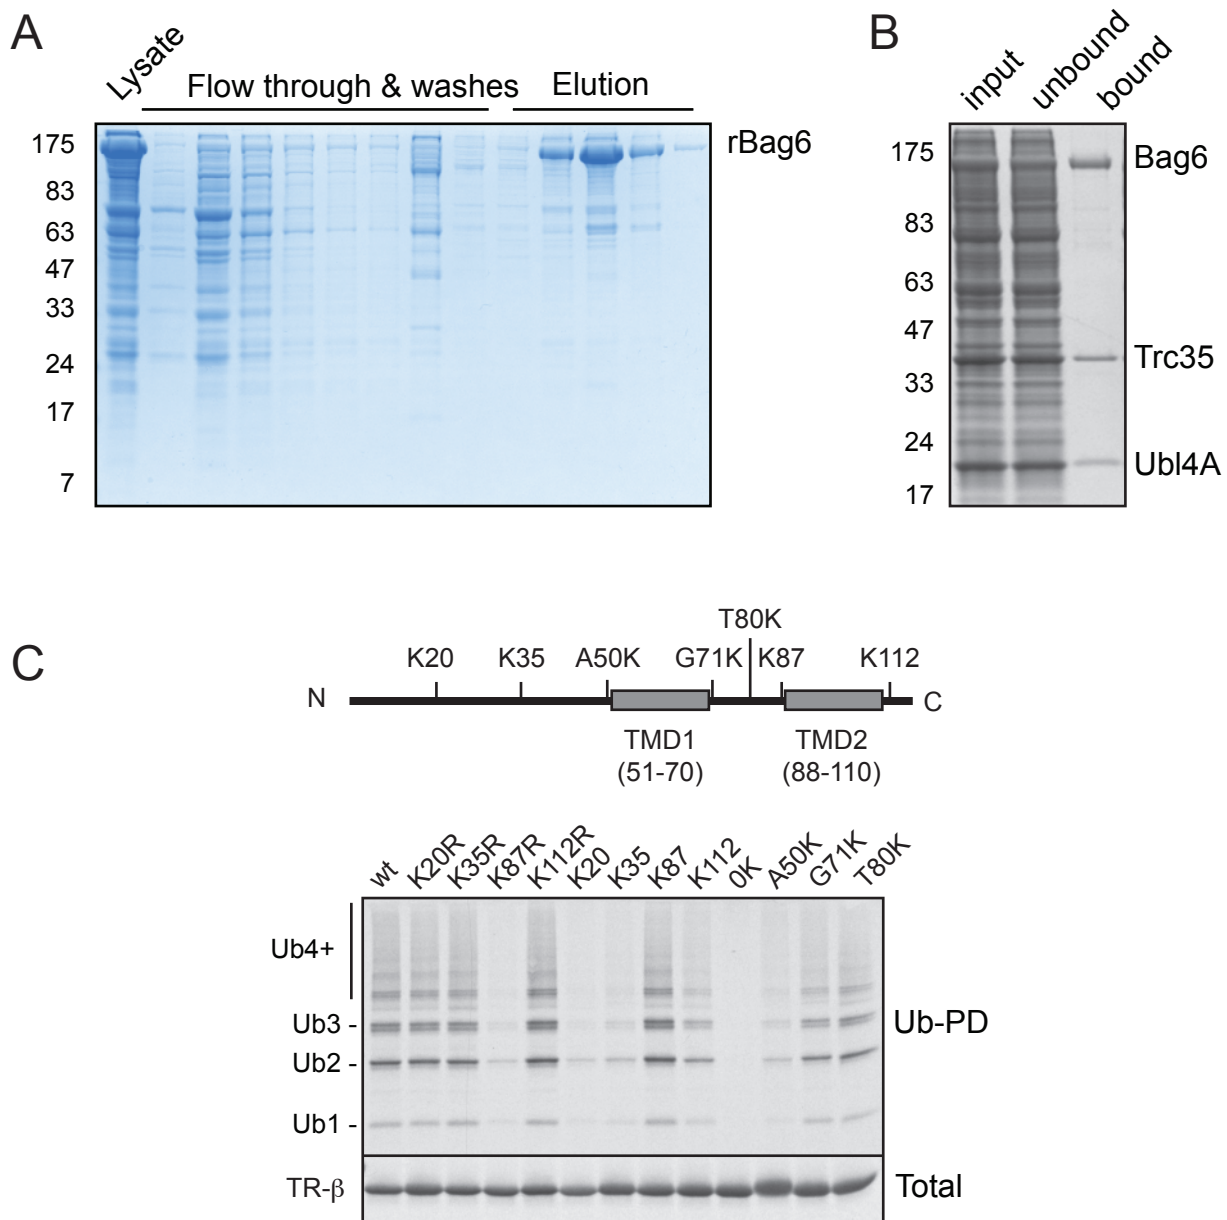 A
Lysate
Flow through & washes
Elution
175
83
63
47
33
24
17
7
rBag6
B
input
unbound
bound
175
83
63
47
33
24
17
Bag6
Trc35
Ubl4A
C
T80K
K20 K35 A50K G71K K87 K112
N C
TMD1 TMD2
(51-70) (88-110)
wt K20R K35R K87R K112R K20 K35 K87 K112 0K A50K G71K T80K
Ub4+
Ub3 -
Ub2 -
Ub1 -
Ub-PD
TR-β
Total